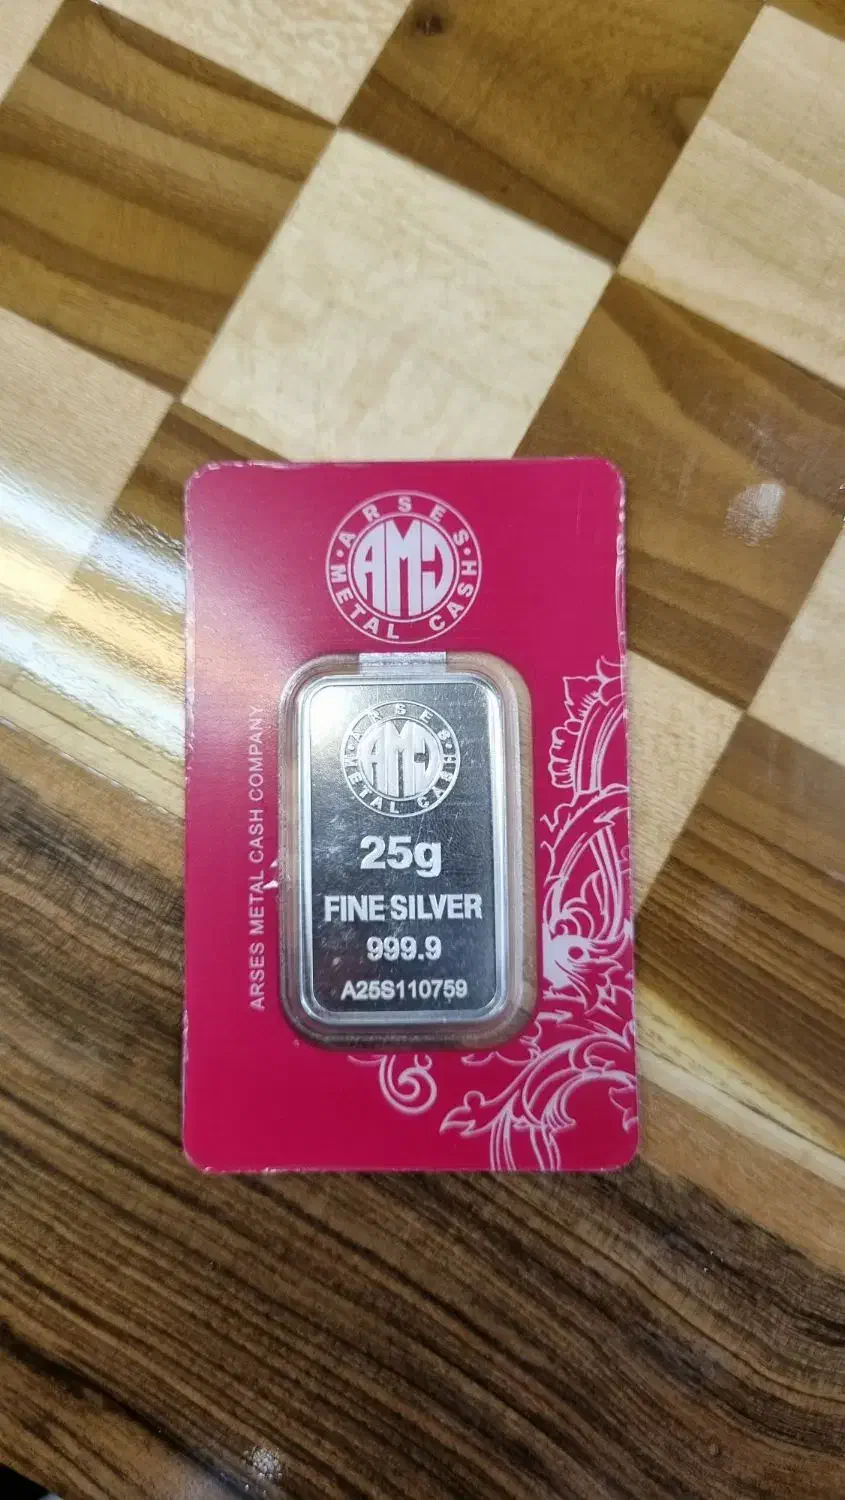 ARSES
AMC
METAL CASH
ARSES METAL CASH COMPANY
ARSES
AMC
METAL CASH
25g
FINE SILVER
999.9
A25S110759